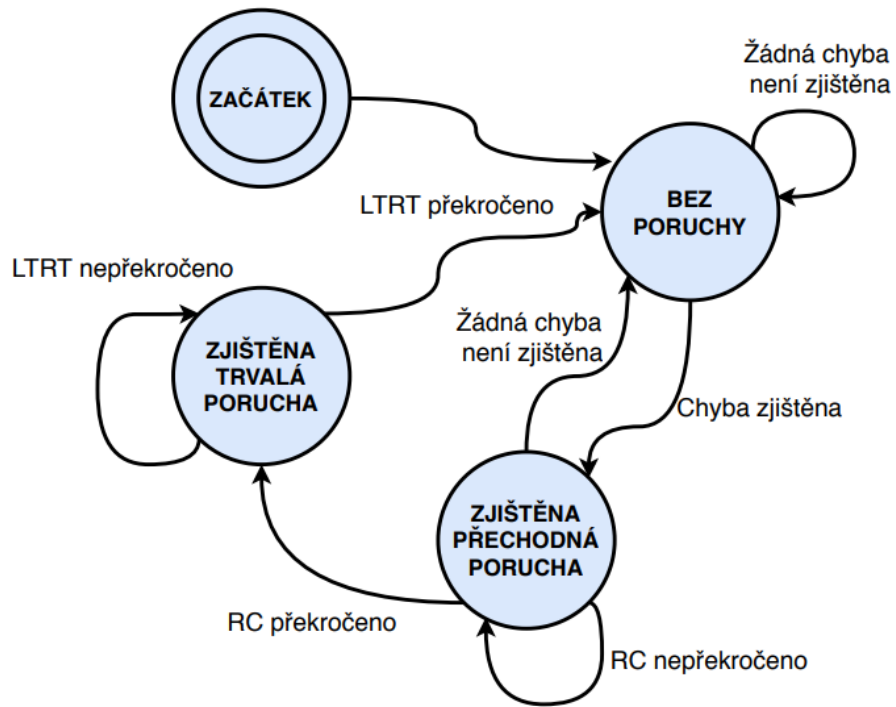 ZAČÁTEK
Žádná chyba
není zjištěna
BEZ
PORUCHY
LTRT překročeno
LTRT nepřekročeno
ZJIŠTĚNA
TRVALÁ
PORUCHA
Žádná chyba
není zjištěna
Chyba zjištěna
ZJIŠTĚNA
PŘECHODNÁ
PORUCHA
RC překročeno
RC nepřekročeno